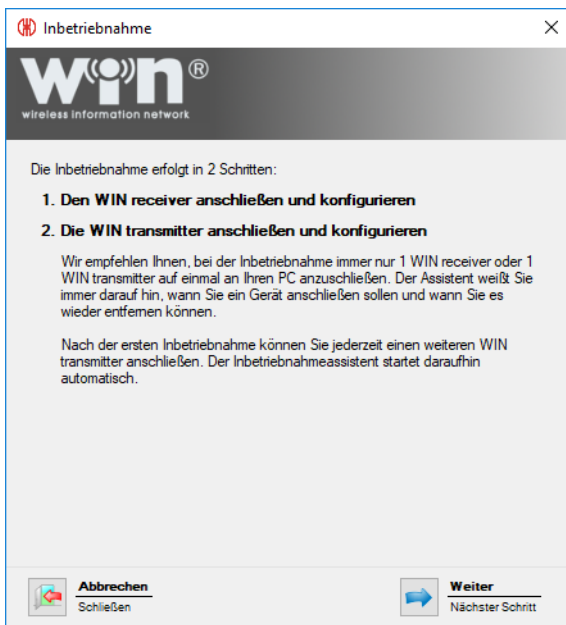 Inbetriebnahme
WIN®
wireless information network
Die Inbetriebnahme erfolgt in 2 Schritten:
1. Den WIN receiver anschließen und konfigurieren
2. Die WIN transmitter anschließen und konfigurieren
Wir empfehlen Ihnen, bei der Inbetriebnahme immer nur 1 WIN receiver oder 1
WIN transmitter auf einmal an Ihren PC anzuschließen. Der Assistent weißt Sie
immer darauf hin, wann Sie ein Gerät anschließen sollen und wann Sie es
wieder entfernen können.
Nach der ersten Inbetriebnahme können Sie jederzeit einen weiteren WIN
transmitter anschließen. Der Inbetriebnahmeassistent startet daraufhin
automatisch.
Abbrechen
Schließen
Weiter
Nächster Schritt